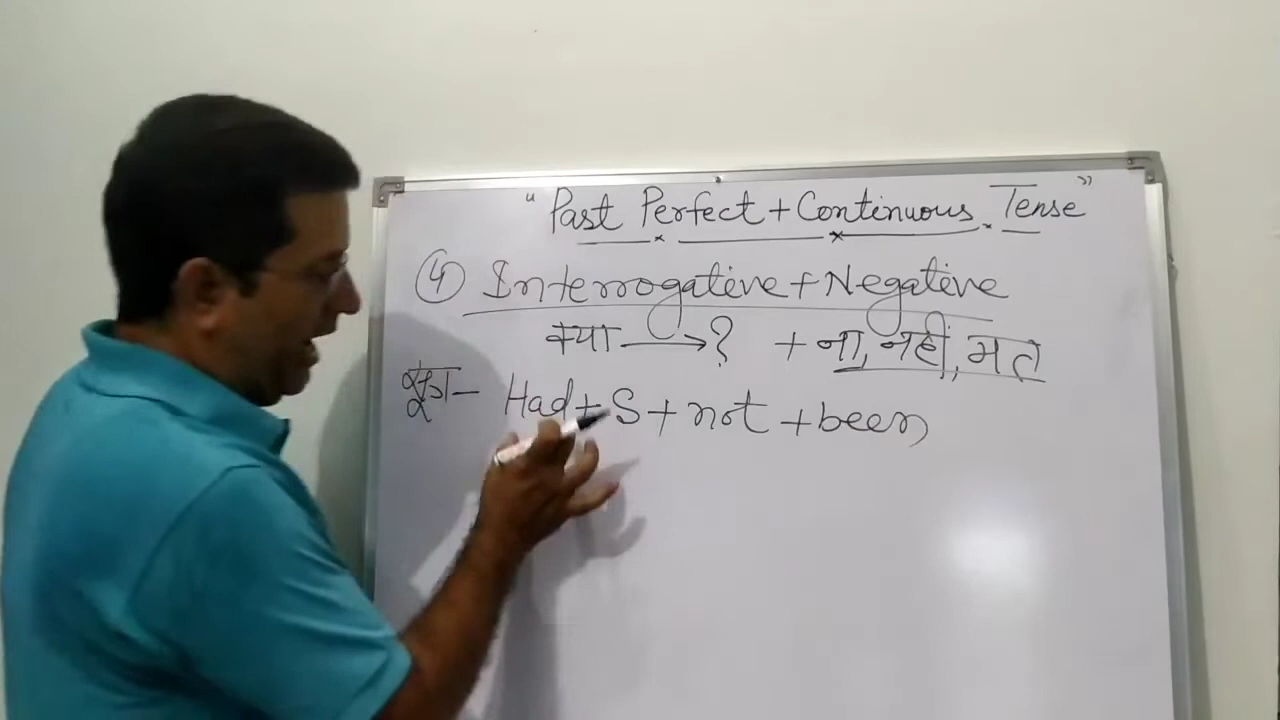 " Past Perfect + Continuous Tense "
④ Interrogative + Negative
क्या → ? + ना, नही, मत
सूत्र - Had + S + not + been